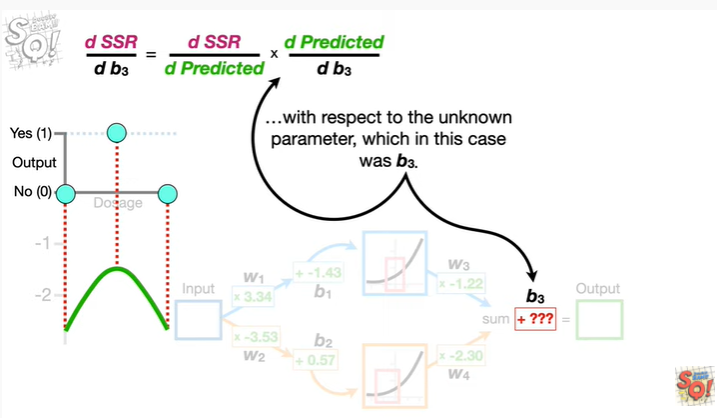 SQ!
d SSR / d b₃ = d SSR / d Predicted x d Predicted / d b₃
...with respect to the unknown
parameter, which in this case
was b₃.
Yes (1)
Output
No (0)
Dosage
-1
-2
Input
W₁
x 3.34
+ -1.43
b₁
W₃
x -1.22
b₃
Output
sum + ??? =
x -3.53
W₂
b₂
+ 0.57
x -2.30
W₄
SQ!